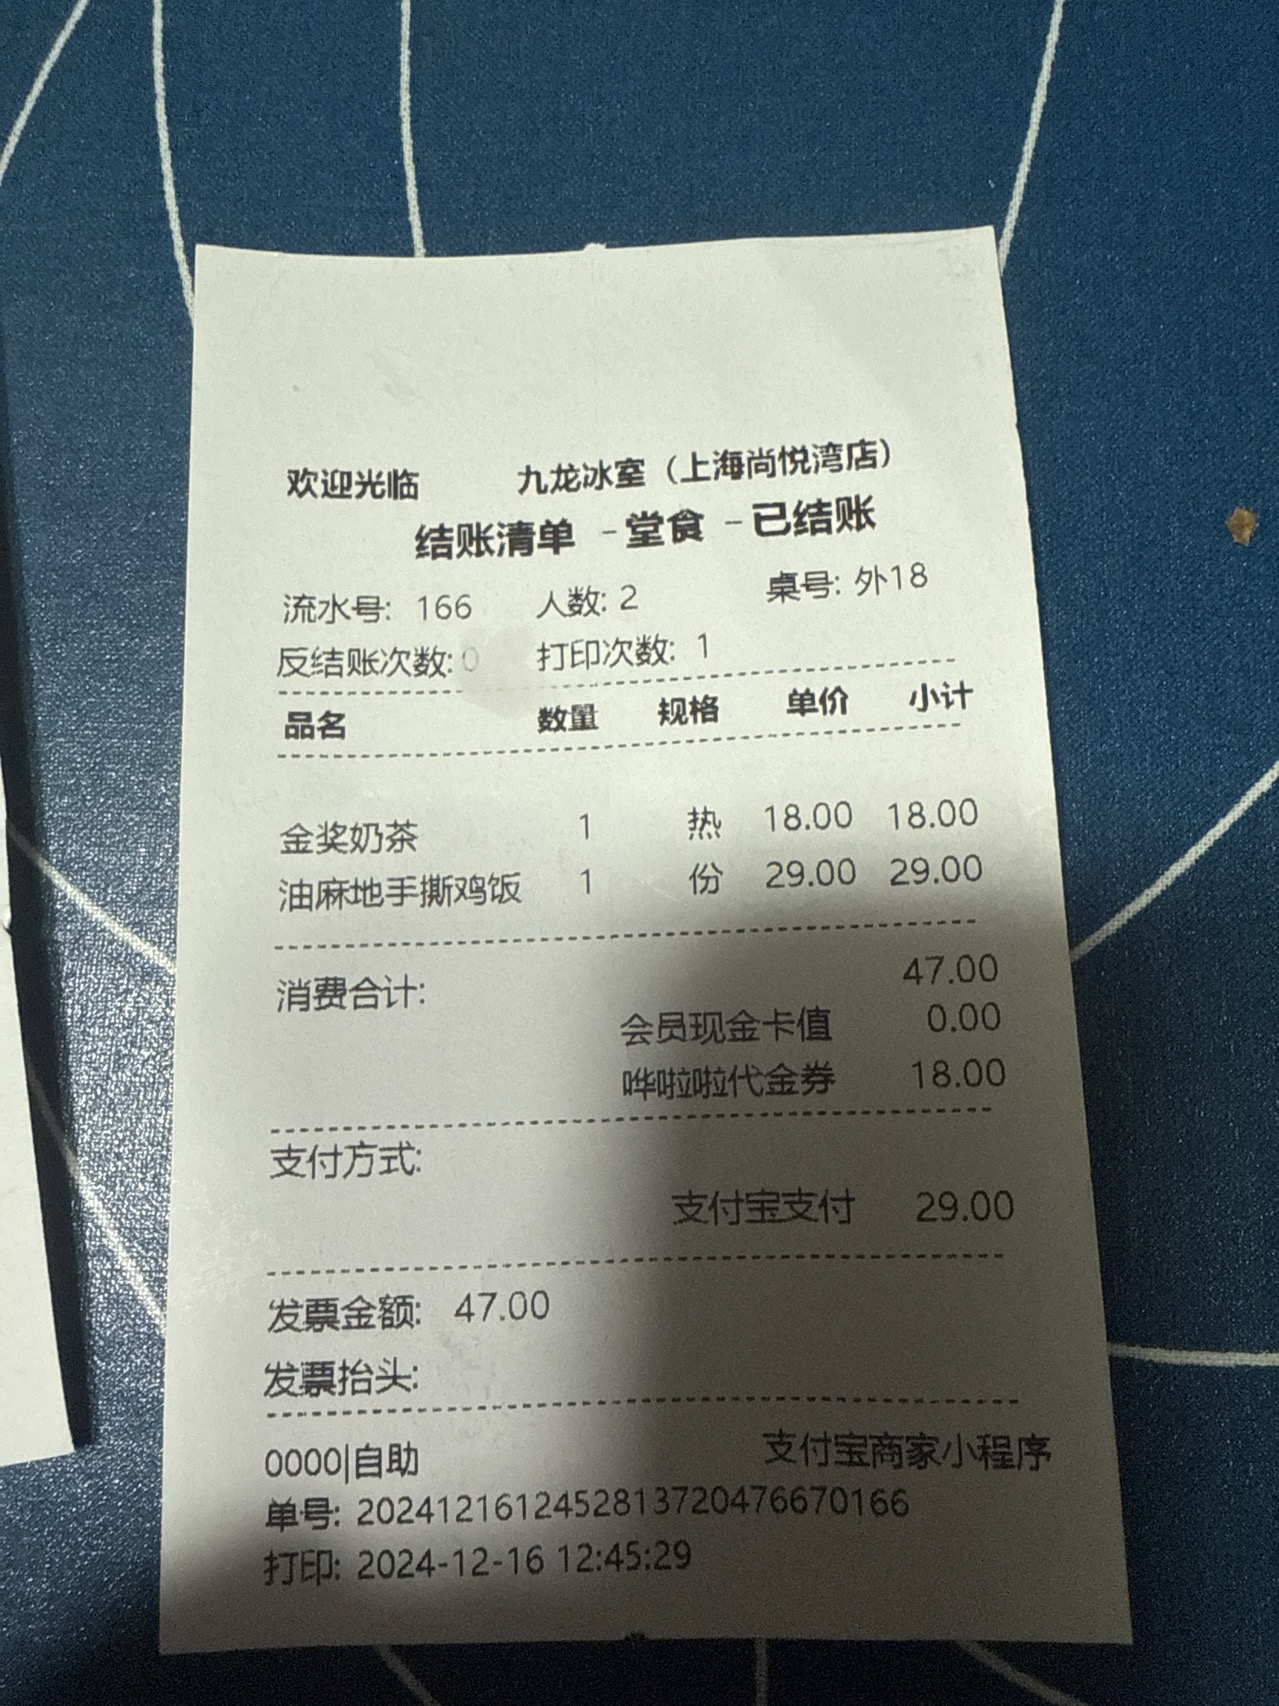 欢迎光临 九龙冰室（上海尚悦湾店）
结账清单 -堂食 -已结账
流水号: 166 人数: 2 桌号: 外18
反结账次数: 0 打印次数: 1
品名 数量 规格 单价 小计
金奖奶茶 1 热 18.00 18.00
油麻地手撕鸡饭 1 份 29.00 29.00
消费合计: 47.00
会员现金卡值 0.00
哗啦啦代金券 18.00
支付方式:
支付宝支付 29.00
发票金额: 47.00
发票抬头:
0000|自助 支付宝商家小程序
单号: 2024121612452813720476670166
打印: 2024-12-16 12:45:29